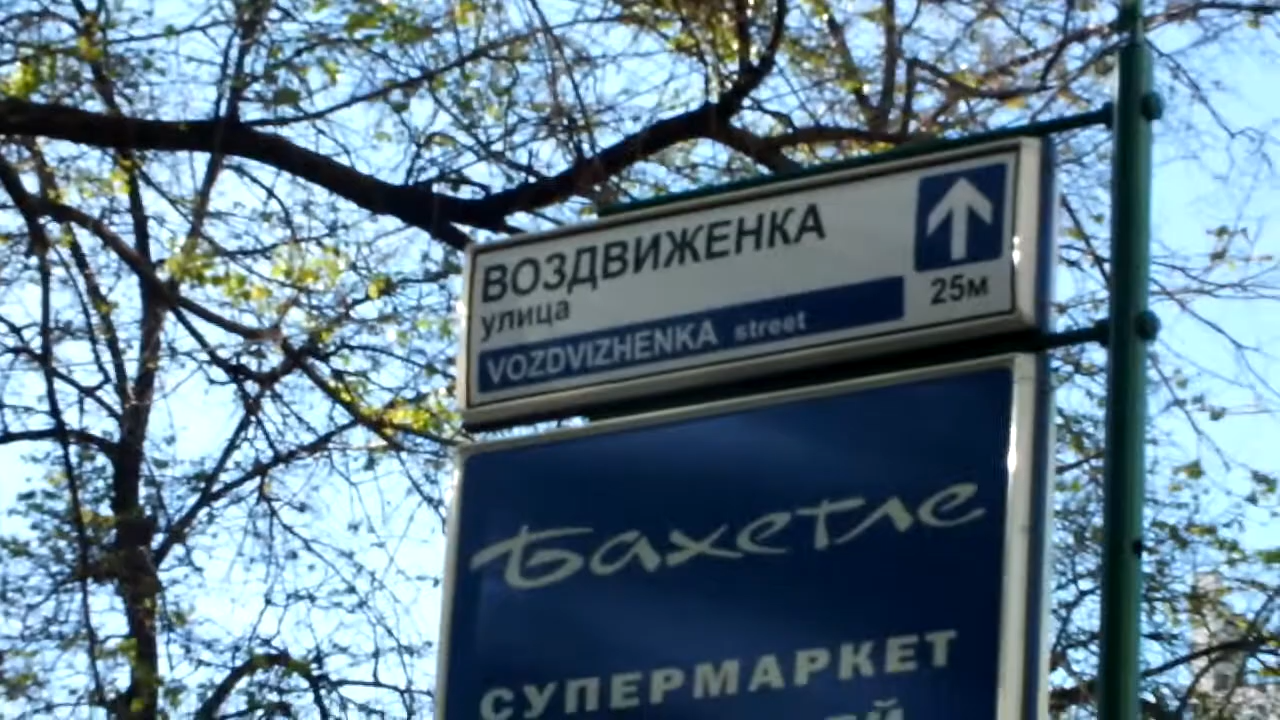 ВОЗДВИЖЕНКА
улица
VOZDVIZHENKA street
25м
Бахетле
СУПЕРМАРКЕТ